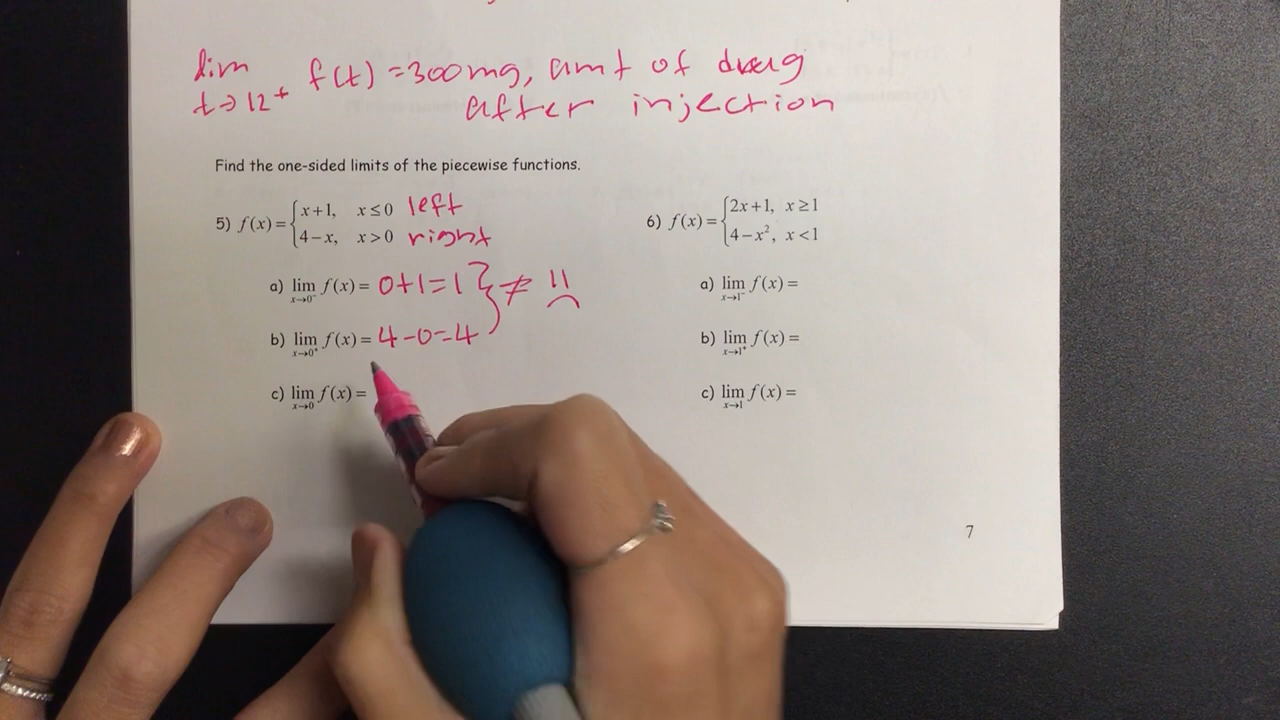 lim f(t) = 300mg, amt of drug
t→12⁺ after injection
Find the one-sided limits of the piecewise functions.
5) f(x) = { x+1, x≤0 left
4−x, x>0 right
a) lim f(x) = 0+1=1 } ≠ :(
x→0⁻
b) lim f(x) = 4-0=4
x→0⁺
c) lim f(x) =
x→0
6) f(x) = { 2x+1, x≥1
4−x², x<1
a) lim f(x) =
x→1⁻
b) lim f(x) =
x→1⁺
c) lim f(x) =
x→1
7